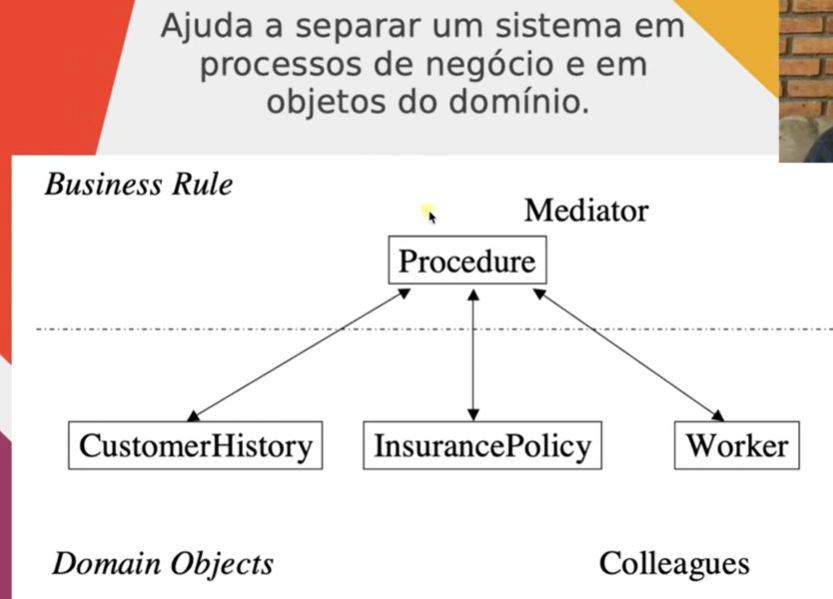 Ajuda a separar um sistema em
processos de negócio e em
objetos do domínio.
Business Rule
Mediator
Procedure
CustomerHistory
InsurancePolicy
Worker
Domain Objects
Colleagues